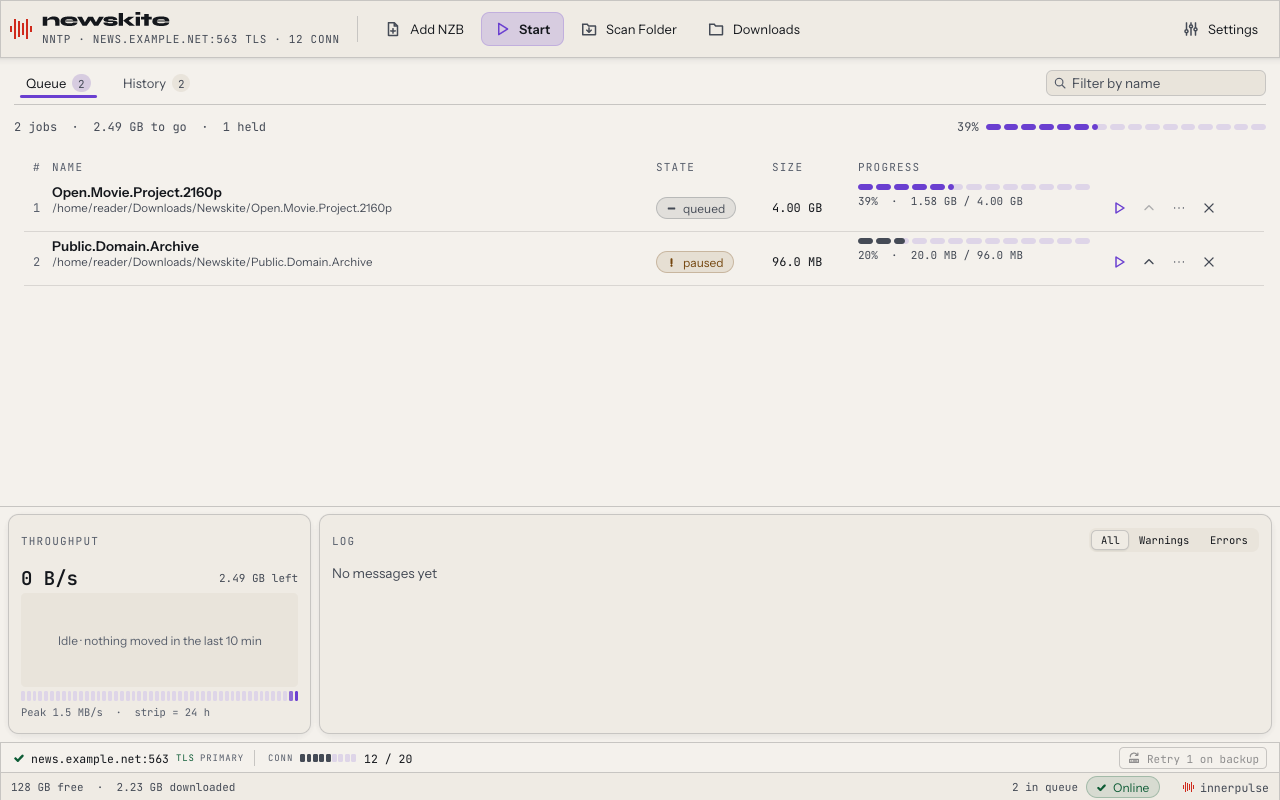 newskite
NNTP · NEWS.EXAMPLE.NET:563 TLS · 12 CONN
Add NZB
Start
Scan Folder
Downloads
Settings
Queue 2
History 2
Filter by name
2 jobs · 2.49 GB to go · 1 held
39%
# NAME STATE SIZE PROGRESS
Open.Movie.Project.2160p
1 /home/reader/Downloads/Newskite/Open.Movie.Project.2160p queued 4.00 GB
39% · 1.58 GB / 4.00 GB
Public.Domain.Archive
2 /home/reader/Downloads/Newskite/Public.Domain.Archive paused 96.0 MB
20% · 20.0 MB / 96.0 MB
THROUGHPUT
0 B/s 2.49 GB left
Idle · nothing moved in the last 10 min
Peak 1.5 MB/s · strip = 24 h
LOG
All Warnings Errors
No messages yet
news.example.net:563 TLS PRIMARY CONN 12 / 20
Retry 1 on backup
128 GB free · 2.23 GB downloaded
2 in queue Online innerpulse